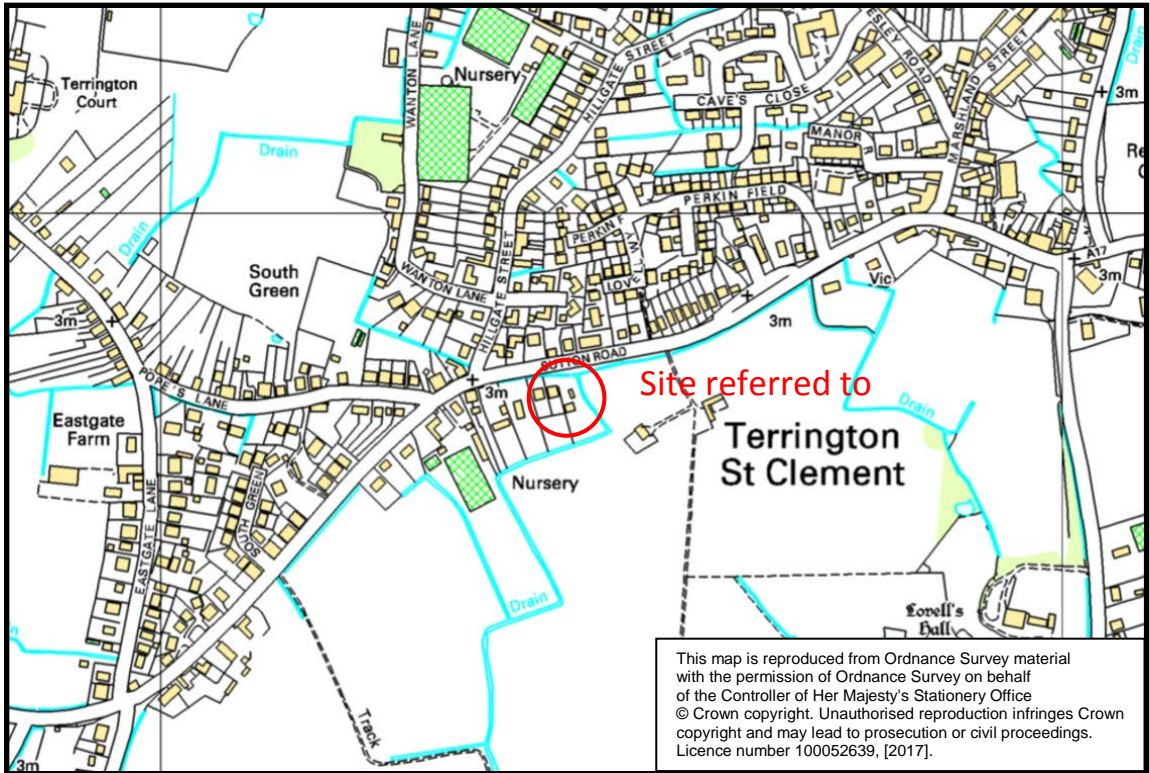 Terrington
Court
WANTON LANE
Nursery
HILLGATE STREET
CAVE'S CLOSE
ESLEY ROAD
MARSHLAND STREET
Drain
3m
Drain
MANOR
R
Re
PERKIN FIELD
PERKIN
Drain
South
Green
WANTON LANE
HILLGATE STREET
LOVE
A17
3m
Vic
3m
3m
POPE'S LANE
SUTTON ROAD
3m
Site referred to
Eastgate
Farm
Drain
Terrington
St Clement
Nursery
SOUTH GREEN
EASTGATE LANE
Drain
Lovell's
Hall
n
Track
3m
This map is reproduced from Ordnance Survey material
with the permission of Ordnance Survey on behalf
of the Controller of Her Majesty's Stationery Office
© Crown copyright. Unauthorised reproduction infringes Crown
copyright and may lead to prosecution or civil proceedings.
Licence number 100052639, [2017].